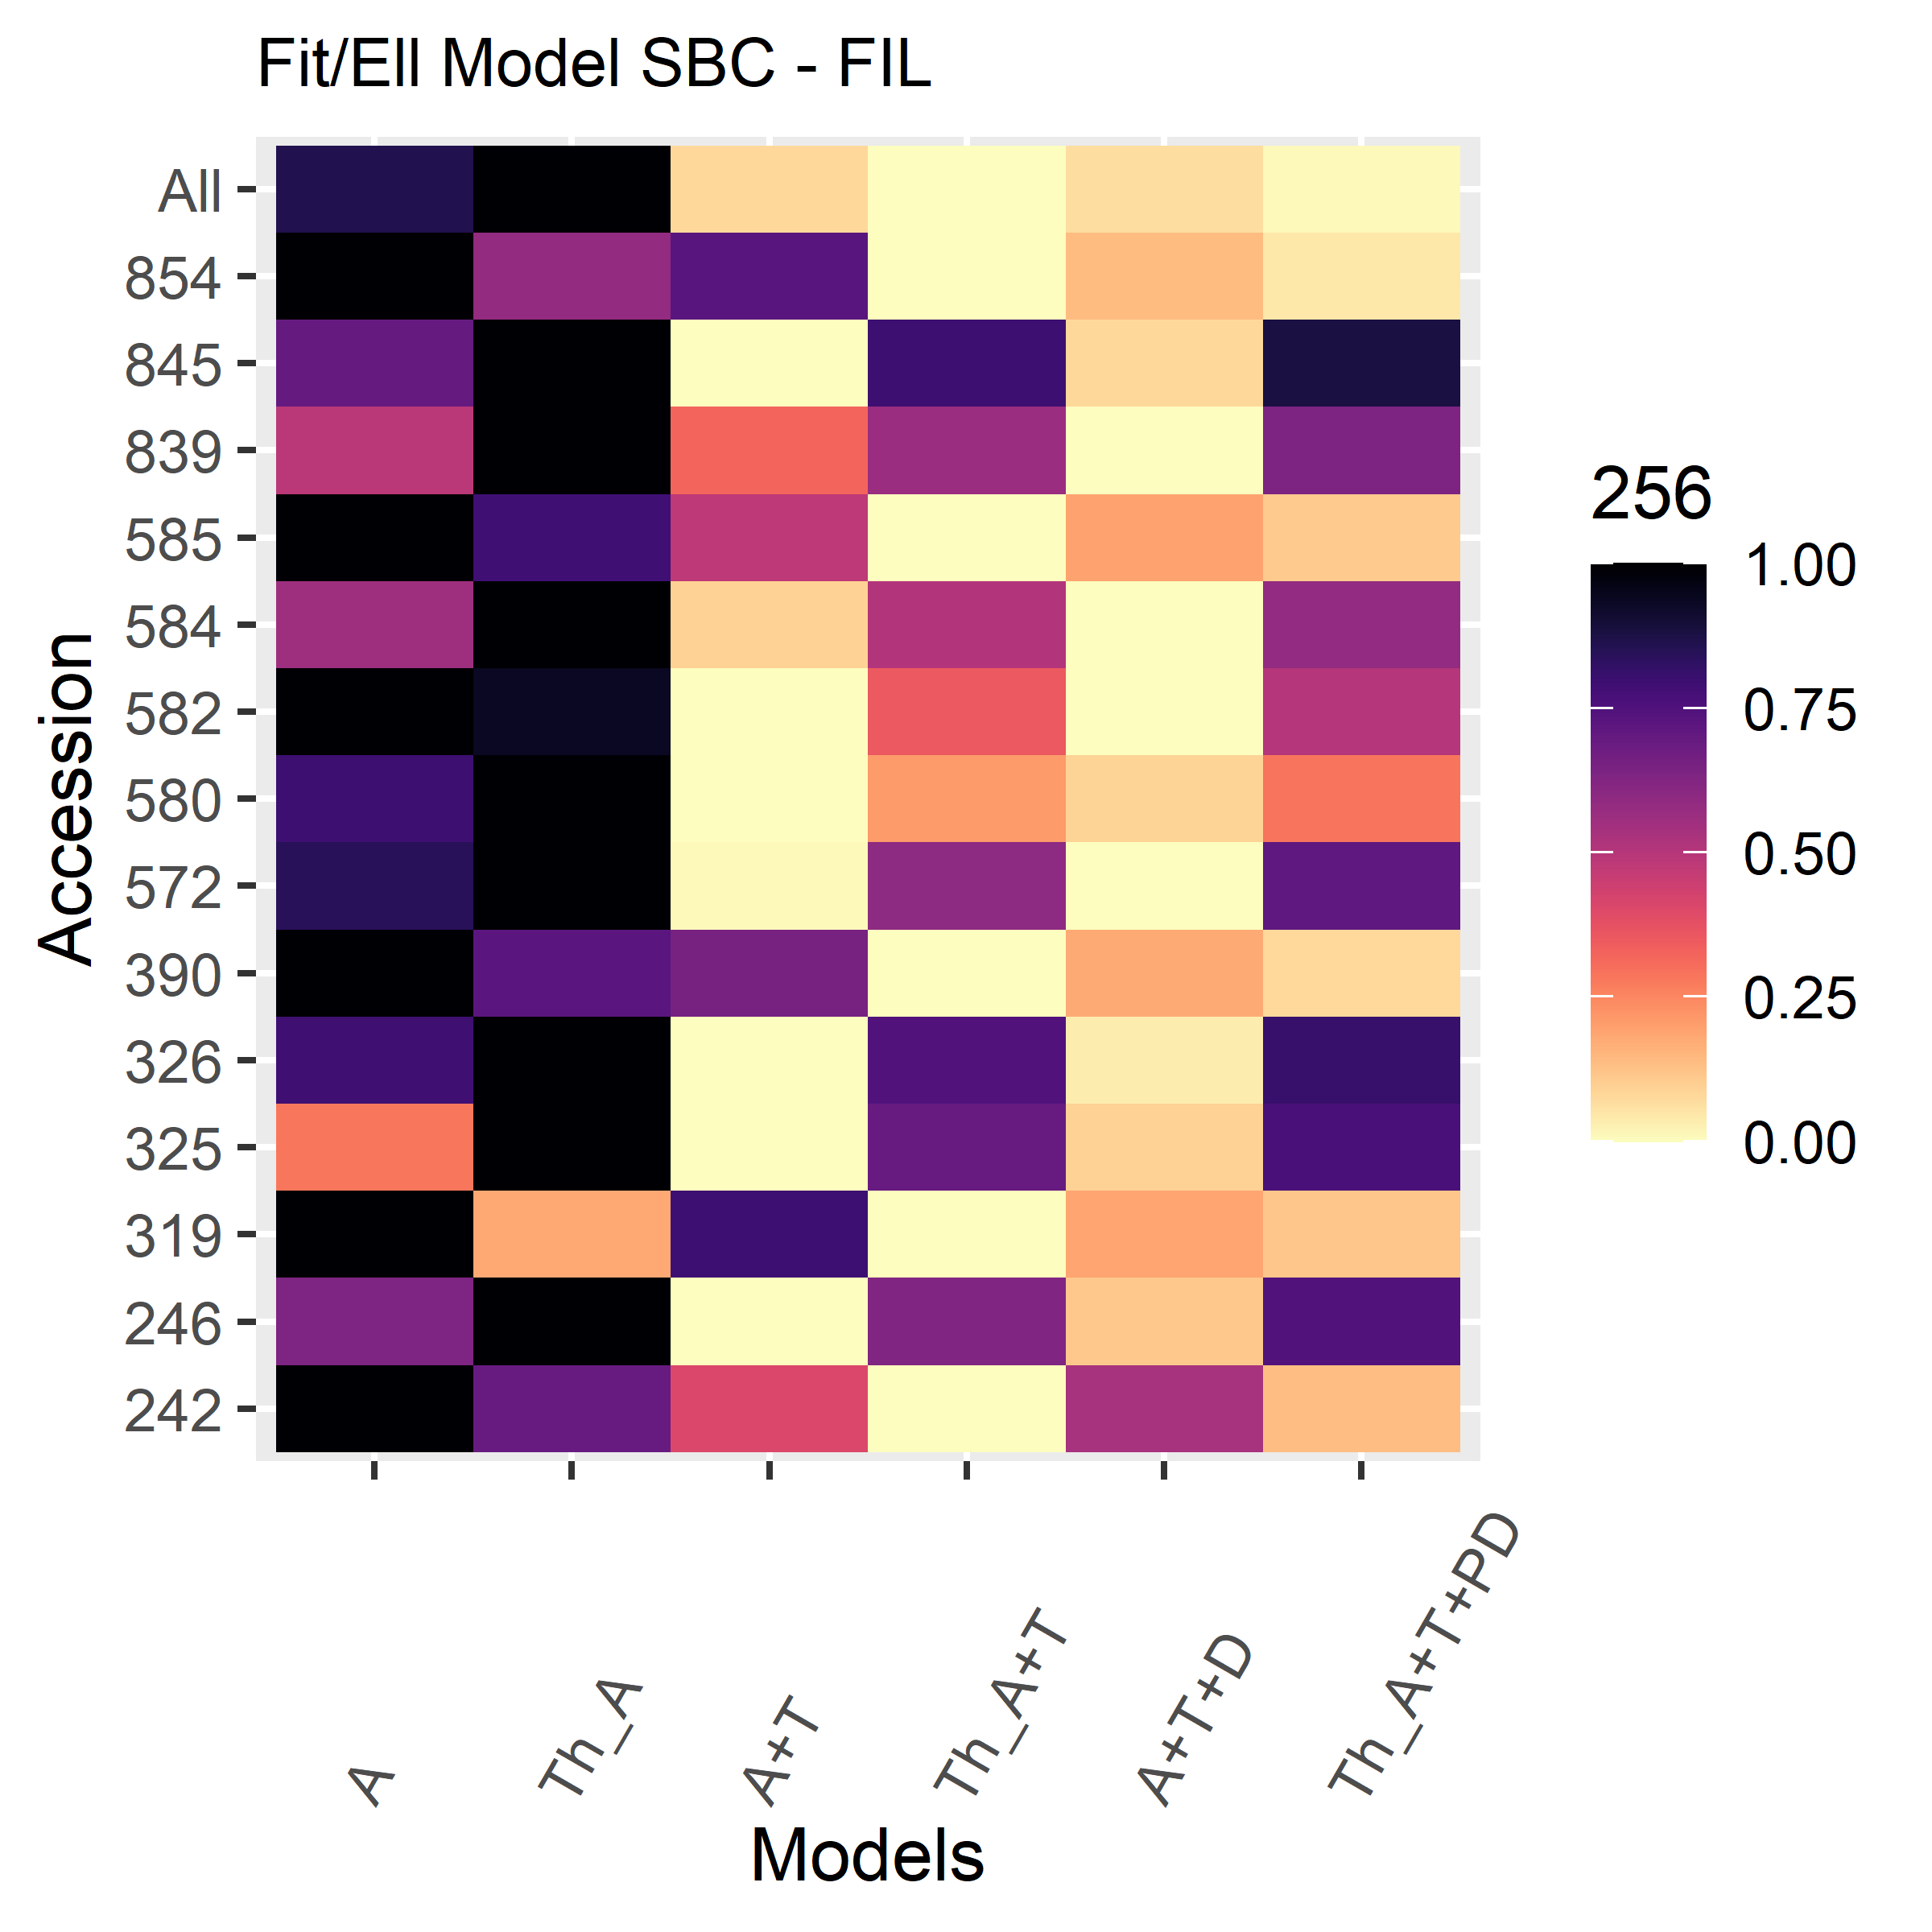 Fit/Ell Model SBC - FIL
All
854
845
839
585
584
582
580
572
390
326
325
319
246
242
Accession
A
Th_A
A+T
Th_A+T
A+T+D
Th_A+T+PD
Models
256
1.00
0.75
0.50
0.25
0.00